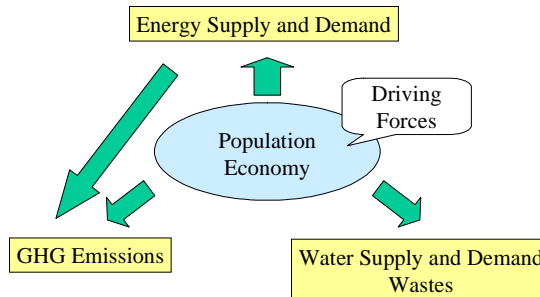 Energy Supply and Demand
Driving
Forces
Population
Economy
GHG Emissions
Water Supply and Demand
Wastes